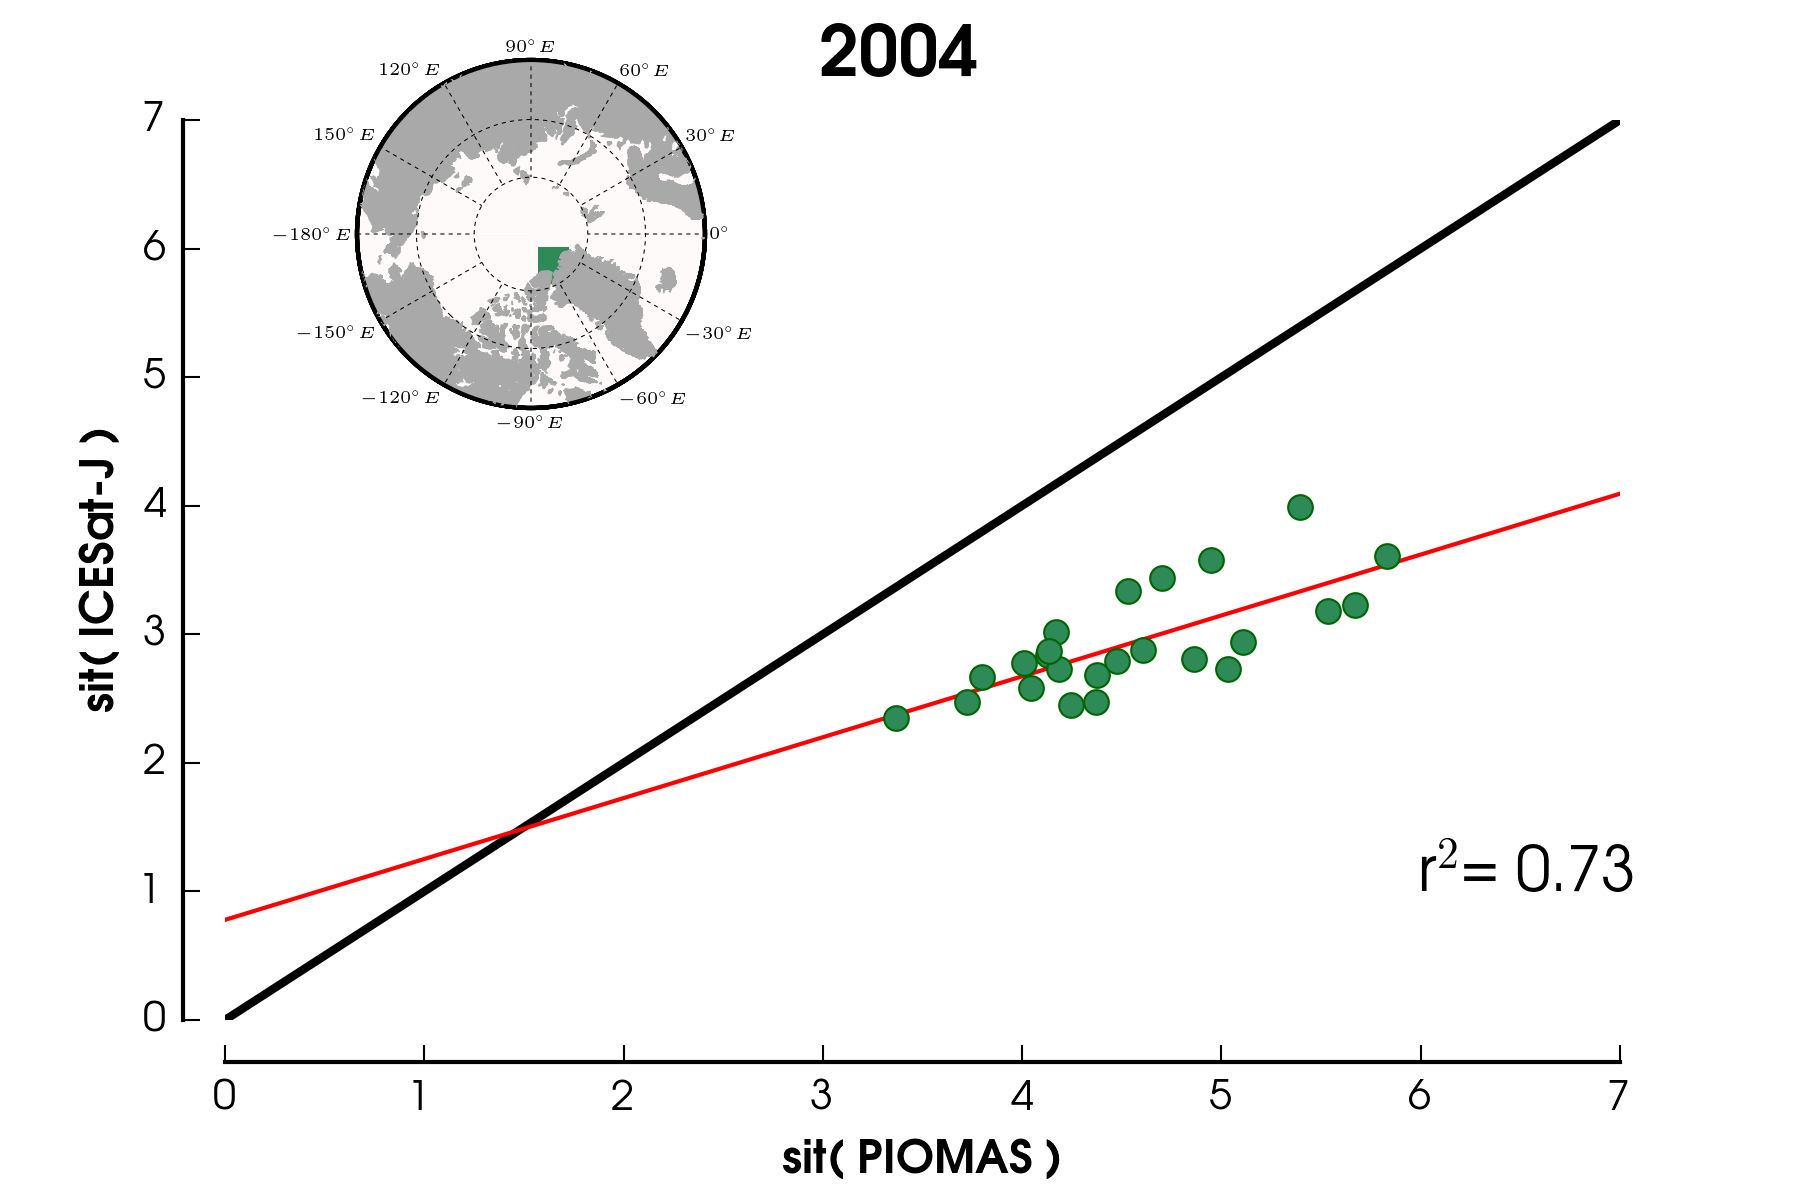 2004
90° E
120° E
60° E
150° E
30° E
−180° E
0°
−150° E
−30° E
−120° E
−60° E
−90° E
7
6
5
4
3
2
1
0
sit( ICESat-J )
r²= 0.73
0 1 2 3 4 5 6 7
sit( PIOMAS )